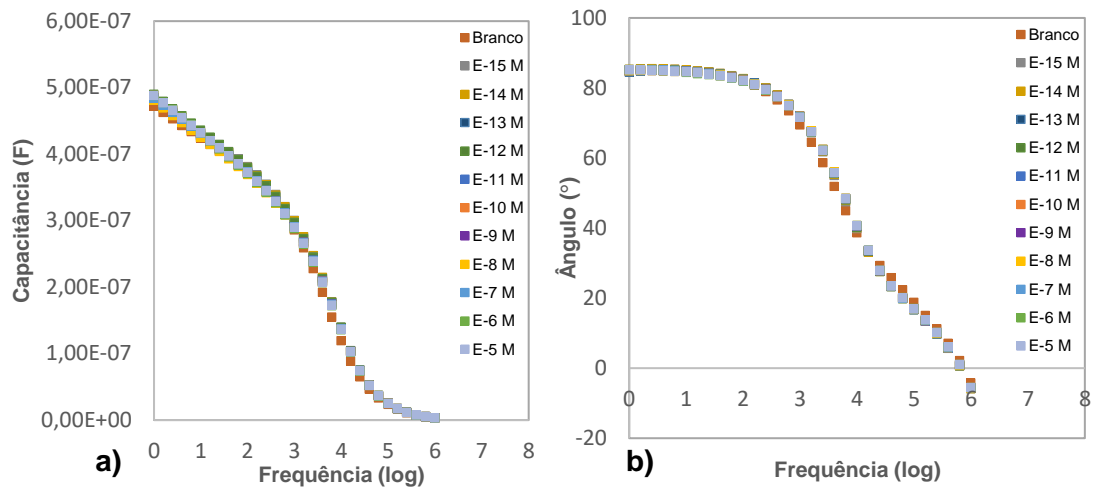 6,00E-07
5,00E-07
4,00E-07
3,00E-07
2,00E-07
1,00E-07
0,00E+00
Capacitância (F)
0 1 2 3 4 5 6 7 8
Frequência (log)
a)
Branco
E-15 M
E-14 M
E-13 M
E-12 M
E-11 M
E-10 M
E-9 M
E-8 M
E-7 M
E-6 M
E-5 M
100
80
60
40
20
0
-20
Ângulo (°)
0 1 2 3 4 5 6 7 8
Frequência (log)
b)
Branco
E-15 M
E-14 M
E-13 M
E-12 M
E-11 M
E-10 M
E-9 M
E-8 M
E-7 M
E-6 M
E-5 M